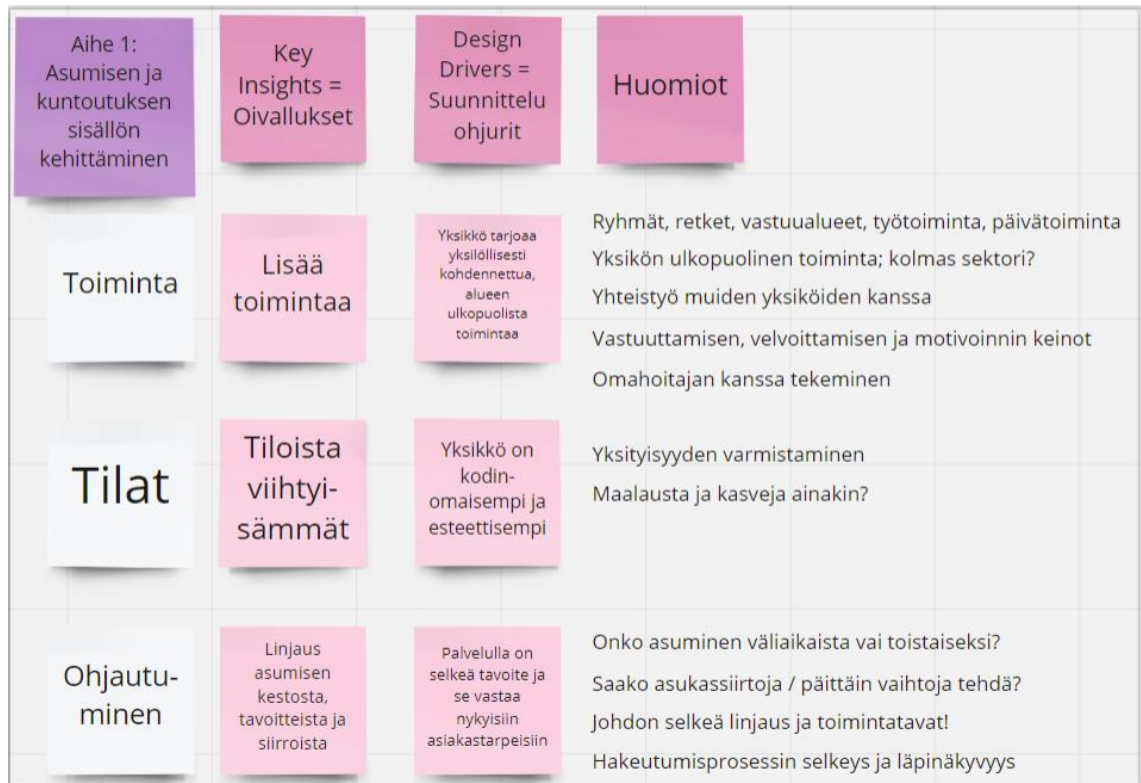 Aihe 1:
Asumisen ja
kuntoutuksen
sisällön
kehittäminen
Key
Insights =
Oivallukset
Design
Drivers =
Suunnittelu
ohjurit
Huomiot
Toiminta
Lisää
toimintaa
Yksikkö tarjoaa
yksilöllisesti
kohdennettua,
alueen
ulkopuolista
toimintaa
Ryhmät, retket, vastuualueet, työtoiminta, päivätoiminta
Yksikön ulkopuolinen toiminta; kolmas sektori?
Yhteistyö muiden yksiköiden kanssa
Vastuuttamisen, velvoittamisen ja motivoinnin keinot
Omahoitajan kanssa tekeminen
Tilat
Tiloista
viihtyi-
sämmät
Yksikkö on
kodin-
omaisempi ja
esteettisempi
Yksityisyyden varmistaminen
Maalausta ja kasveja ainakin?
Ohjautu-
minen
Linjaus
asumisen
kestosta,
tavoitteista ja
siirroista
Palvelulla on
selkeä tavoite ja
se vastaa
nykyisiin
asiakastarpeisiin
Onko asuminen väliaikaista vai toistaiseksi?
Saako asukassiirtoja / päittäin vaihtoja tehdä?
Johdon selkeä linjaus ja toimintatavat!
Hakeutumisprosessin selkeys ja läpinäkyvyys